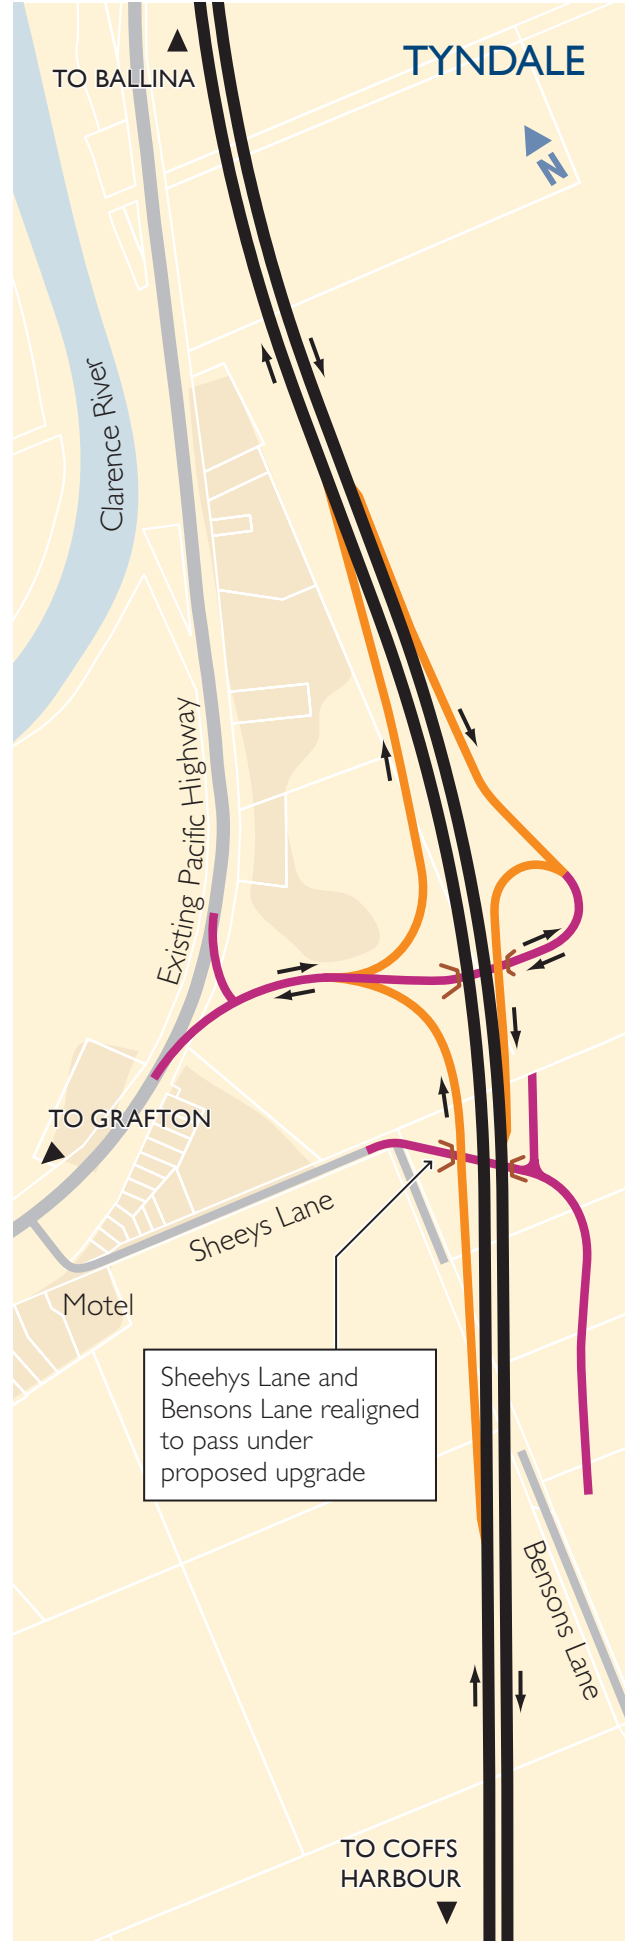 TYNDALE
TO BALLINA
N
Clarence River
Existing Pacific Highway
TO GRAFTON
Sheeys Lane
Motel
Sheehys Lane and
Bensons Lane realigned
to pass under
proposed upgrade
Bensons Lane
TO COFFS
HARBOUR